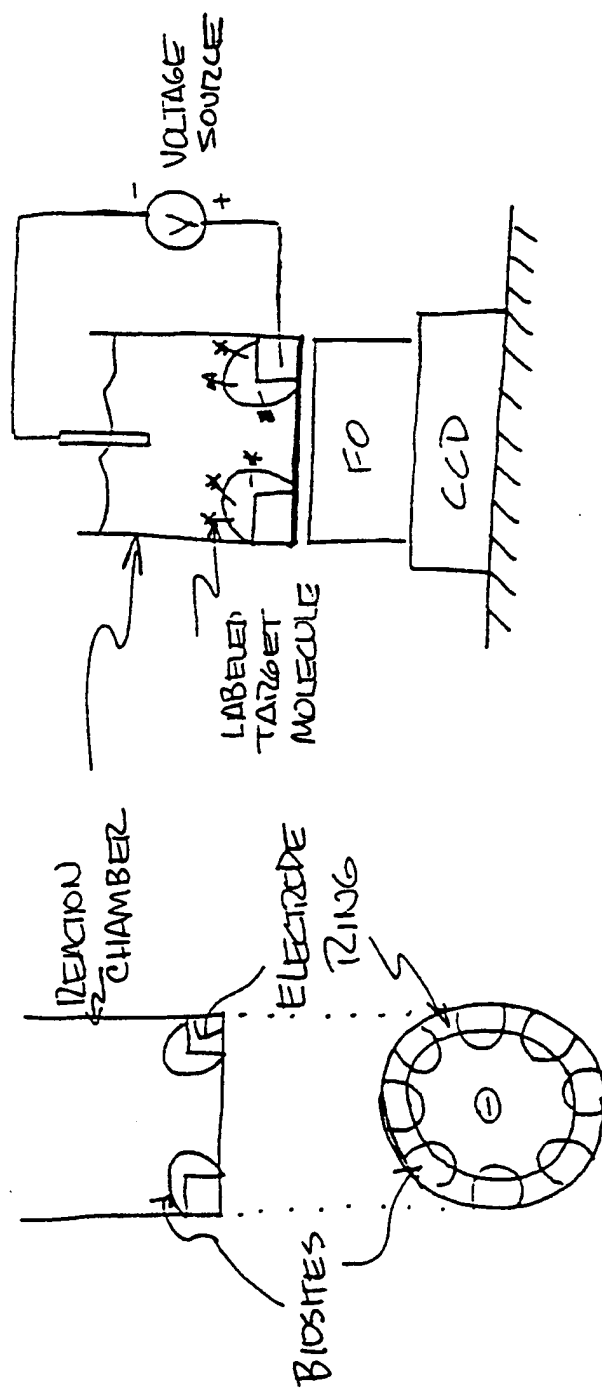 REACTION
CHAMBER
BIOSITES
ELECTRODE
RING
LABELED
TARGET
MOLECULE
-
V
+
VOLTAGE
SOURCE
FO
CCD